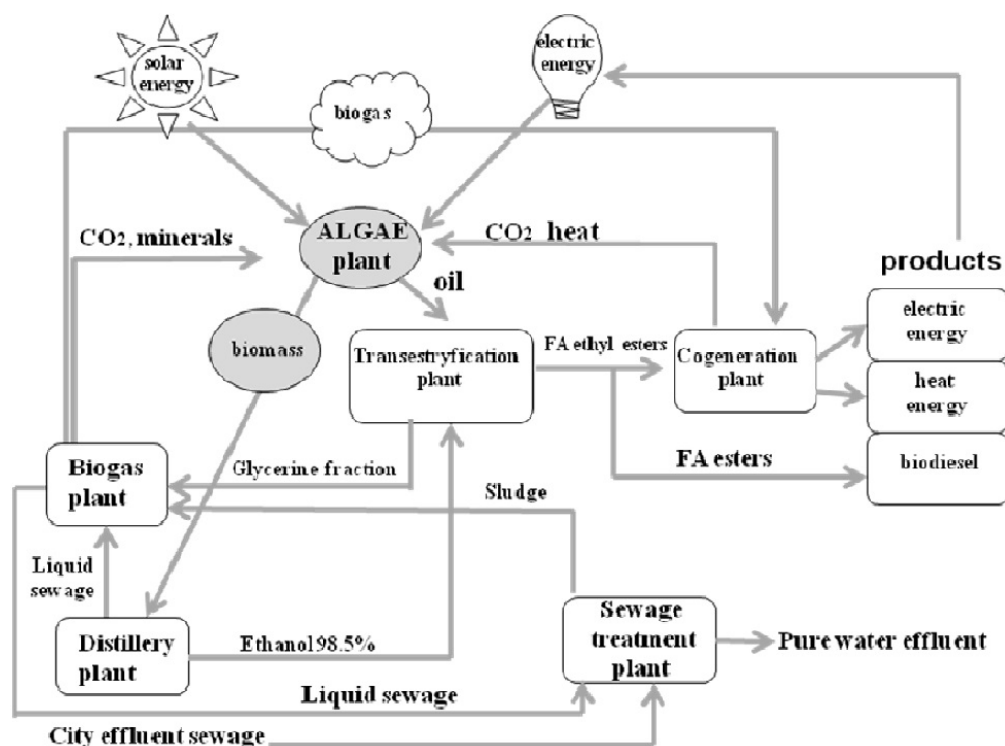 solar
energy
electric
energy
biogas
CO2, minerals
ALGAE
plant
CO2 heat
products
oil
biomass
Transestryfication
plant
FA ethyl esters
Cogeneration
plant
electric
energy
heat
energy
biodiesel
Biogas
plant
Glycerine fraction
FA esters
Sludge
Liquid
sewage
Distillery
plant
Ethanol 98.5%
Sewage
treatment
plant
Pure water effluent
Liquid sewage
City effluent sewage